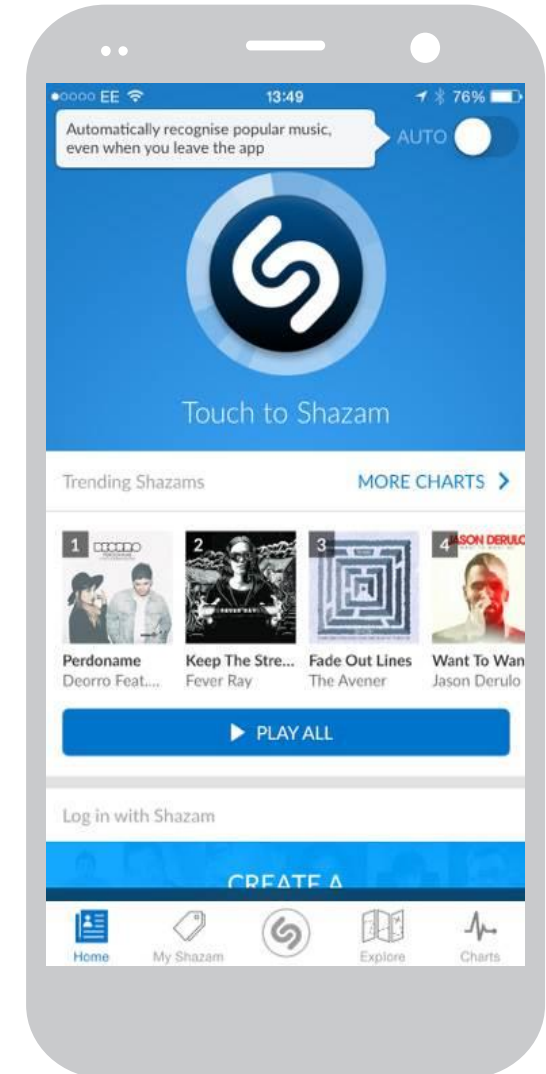 EE 13:49 76%
Automatically recognise popular music,
even when you leave the app
AUTO
Touch to Shazam
Trending Shazams MORE CHARTS
1 2 3 4
DEORRO JASON DERULO
FEVER RAY
Perdoname Keep The Stre... Fade Out Lines Want To Wan
Deorro Feat.... Fever Ray The Avener Jason Derulo
PLAY ALL
Log in with Shazam
CREATE A
Home My Shazam Explore Charts